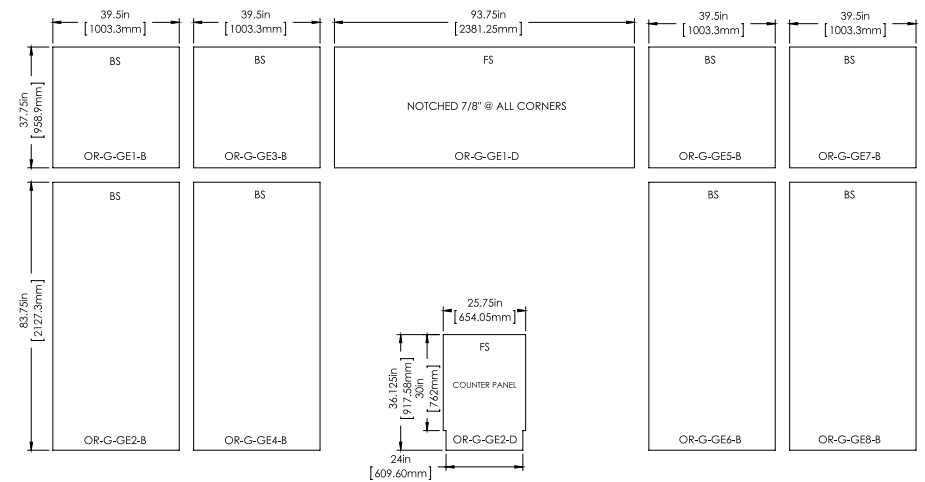 39.5in
[1003.3mm]
39.5in
[1003.3mm]
93.75in
[2381.25mm]
39.5in
[1003.3mm]
39.5in
[1003.3mm]
37.75in
[958.9mm]
BS
BS
FS
BS
BS
NOTCHED 7/8" @ ALL CORNERS
OR-G-GE1-B
OR-G-GE3-B
OR-G-GE1-D
OR-G-GE5-B
OR-G-GE7-B
83.75in
[2127.3mm]
BS
BS
BS
BS
25.75in
[654.05mm]
FS
36.125in
[917.58mm]
30in
[762mm]
COUNTER PANEL
OR-G-GE2-B
OR-G-GE4-B
OR-G-GE2-D
OR-G-GE6-B
OR-G-GE8-B
24in
[609.60mm]